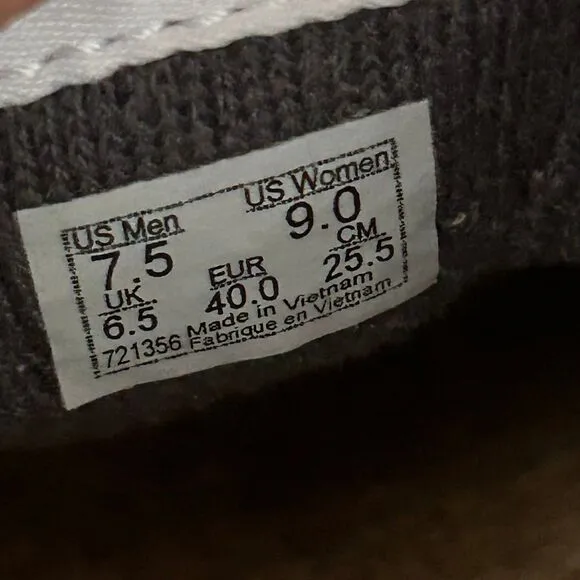 US Men US Women
7.5 9.0
UK EUR CM
6.5 40.0 25.5
721356 Made in Vietnam
Fabrique en Vietnam